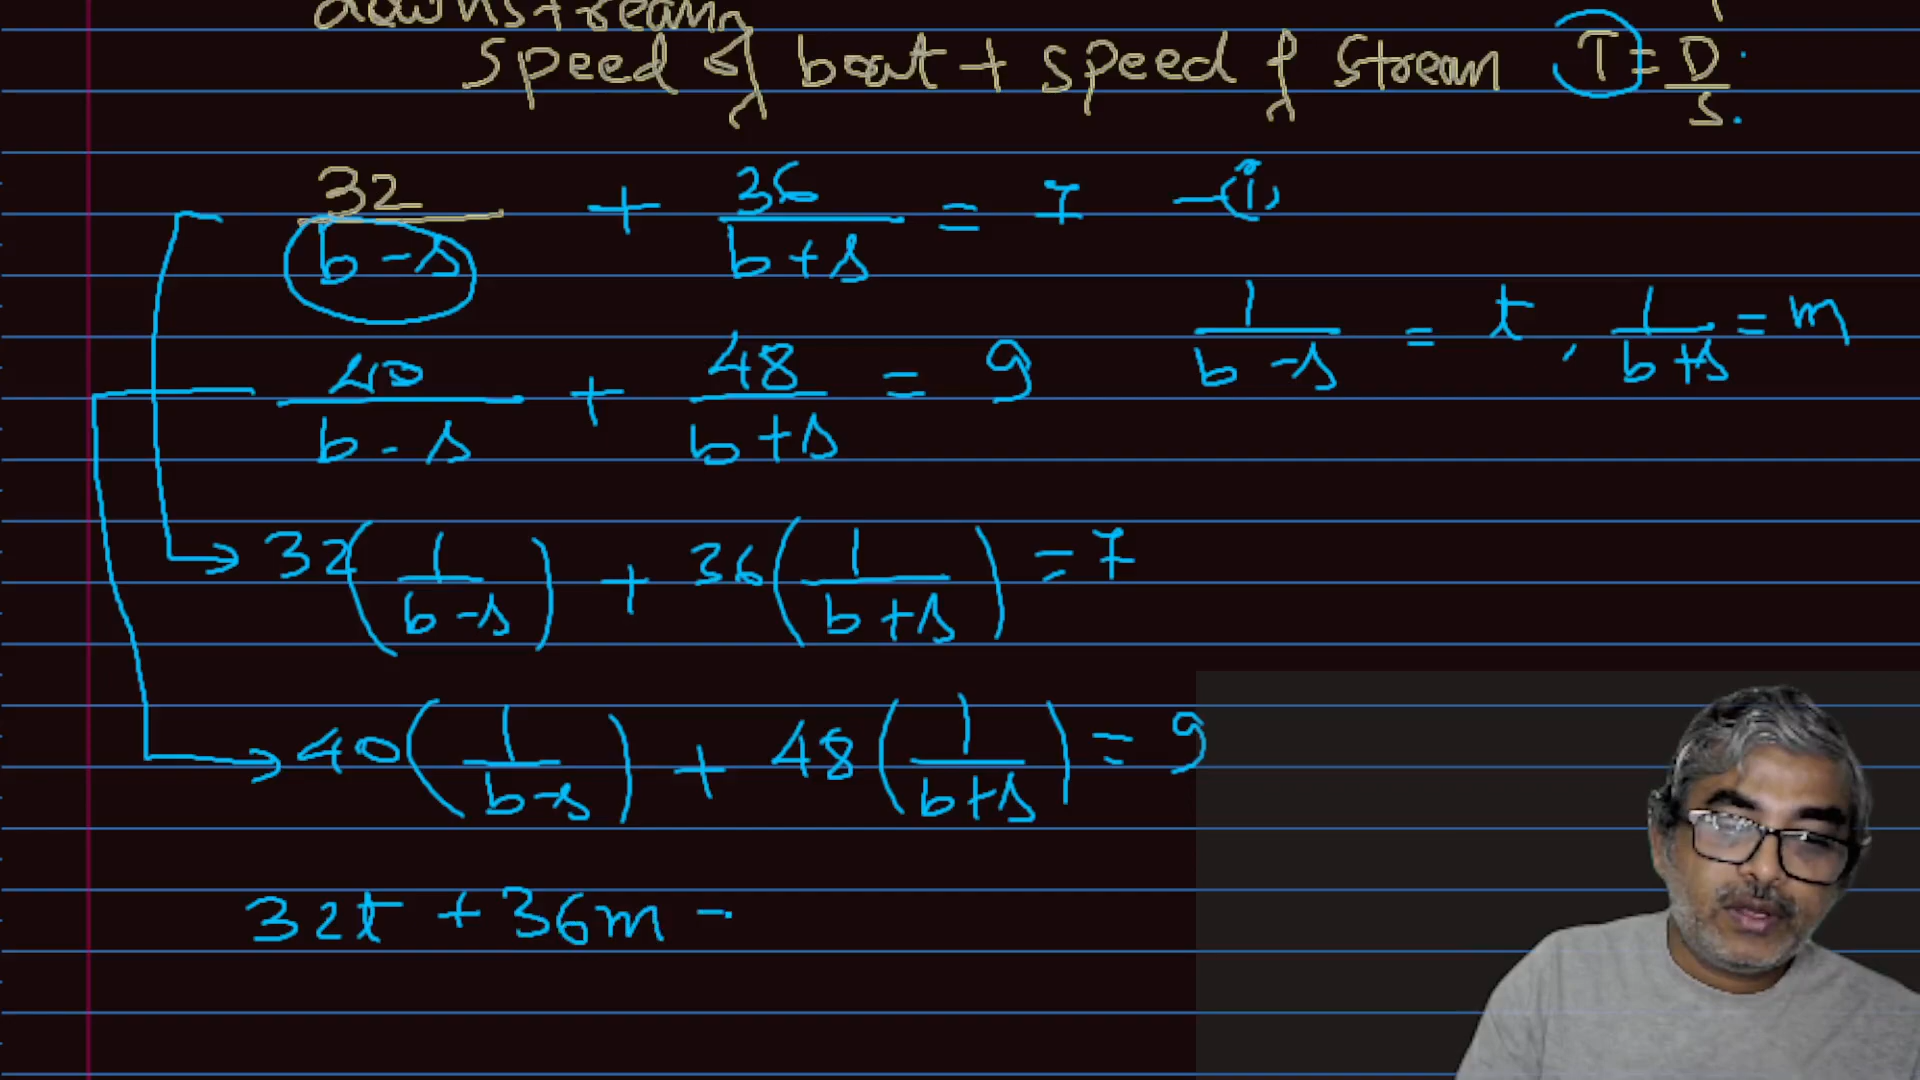 downstream
speed of boat + speed of stream T = D/s
32/(b-s) + 36/(b+s) = 7 —(i)
1/(b-s) = t, 1/(b+s) = m
40/(b-s) + 48/(b+s) = 9
32(1/(b-s)) + 36(1/(b+s)) = 7
40(1/(b-s)) + 48(1/(b+s)) = 9
32t + 36m -